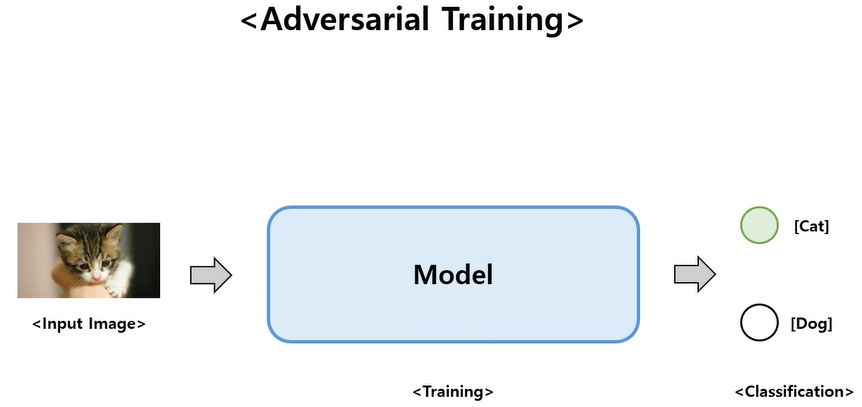 <Adversarial Training>
[Cat]
Model
<Input Image>
[Dog]
<Training>
<Classification>